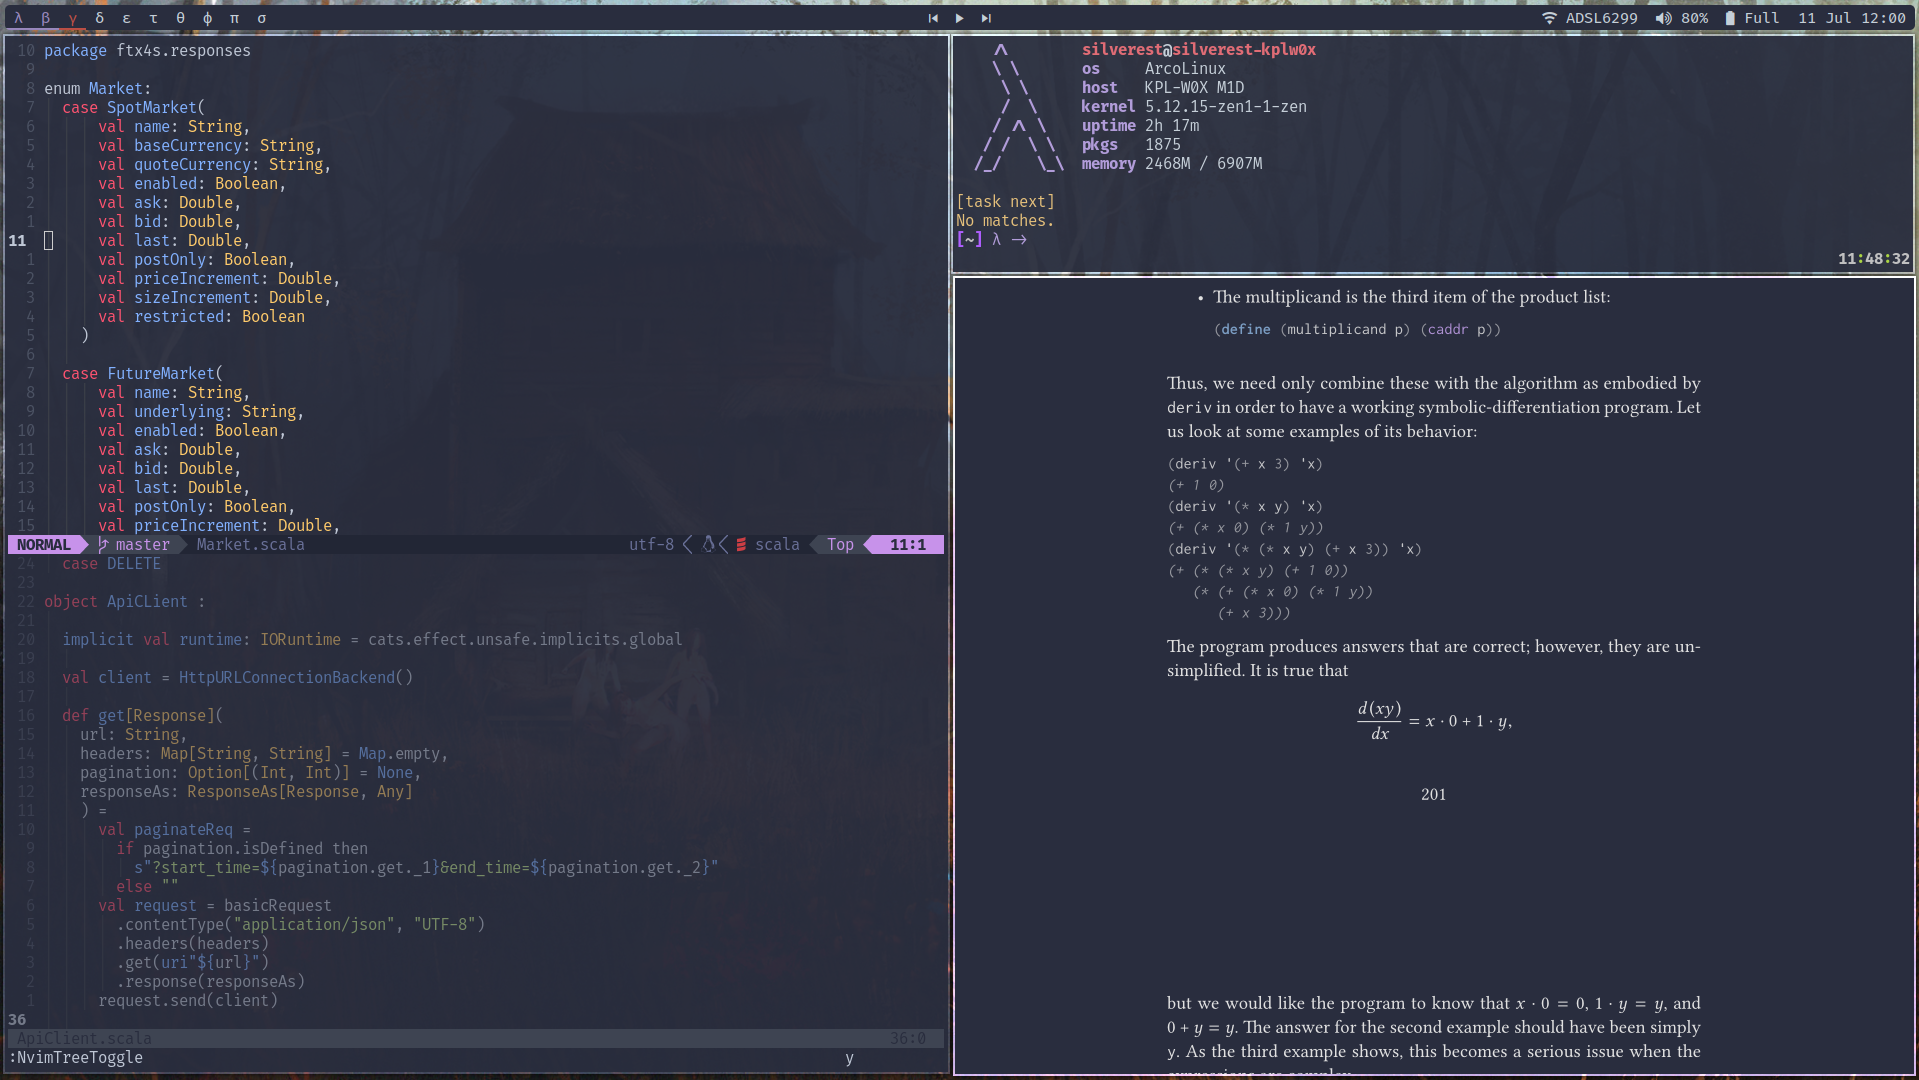 λ β γ δ ε τ θ ϕ π σ
ADSL6299 80% Full 11 Jul 12:00
10 package ftx4s.responses
9
8 enum Market:
7 case SpotMarket(
6 val name: String,
5 val baseCurrency: String,
4 val quoteCurrency: String,
3 val enabled: Boolean,
2 val ask: Double,
1 val bid: Double,
11 val last: Double,
1 val postOnly: Boolean,
2 val priceIncrement: Double,
3 val sizeIncrement: Double,
4 val restricted: Boolean
5 )
6
7 case FutureMarket(
8 val name: String,
9 val underlying: String,
10 val enabled: Boolean,
11 val ask: Double,
12 val bid: Double,
13 val last: Double,
14 val postOnly: Boolean,
15 val priceIncrement: Double,
NORMAL master Market.scala utf-8 scala Top 11:1
24 case DELETE
23
22 object ApiCLient :
21
20 implicit val runtime: IORuntime = cats.effect.unsafe.implicits.global
19
18 val client = HttpURLConnectionBackend()
17
16 def get[Response](
15 url: String,
14 headers: Map[String, String] = Map.empty,
13 pagination: Option[(Int, Int)] = None,
12 responseAs: ResponseAs[Response, Any]
11 ) =
10 val paginateReq =
9 if pagination.isDefined then
8 s"?start_time=${pagination.get._1}&end_time=${pagination.get._2}"
7 else ""
6 val request = basicRequest
5 .contentType("application/json", "UTF-8")
4 .headers(headers)
3 .get(uri"${url}")
2 .response(responseAs)
1 request.send(client)
36
ApiClient.scala 36:0
:NvimTreeToggle y
silverest@silverest-kplw0x
os ArcoLinux
host KPL-W0X M1D
kernel 5.12.15-zen1-1-zen
uptime 2h 17m
pkgs 1875
memory 2468M / 6907M
[task next]
No matches.
[~] λ →
11:48:32
• The multiplicand is the third item of the product list:
(define (multiplicand p) (caddr p))
Thus, we need only combine these with the algorithm as embodied by
deriv in order to have a working symbolic-differentiation program. Let
us look at some examples of its behavior:
(deriv '(+ x 3) 'x)
(+ 1 0)
(deriv '(* x y) 'x)
(+ (* x 0) (* 1 y))
(deriv '(* (* x y) (+ x 3)) 'x)
(+ (* (* x y) (+ 1 0))
(* (+ (* x 0) (* 1 y))
(+ x 3)))
The program produces answers that are correct; however, they are un-
simplified. It is true that
d(xy)
dx
= x · 0 + 1 · y,
201
but we would like the program to know that x · 0 = 0, 1 · y = y, and
0 + y = y. The answer for the second example should have been simply
y. As the third example shows, this becomes a serious issue when the